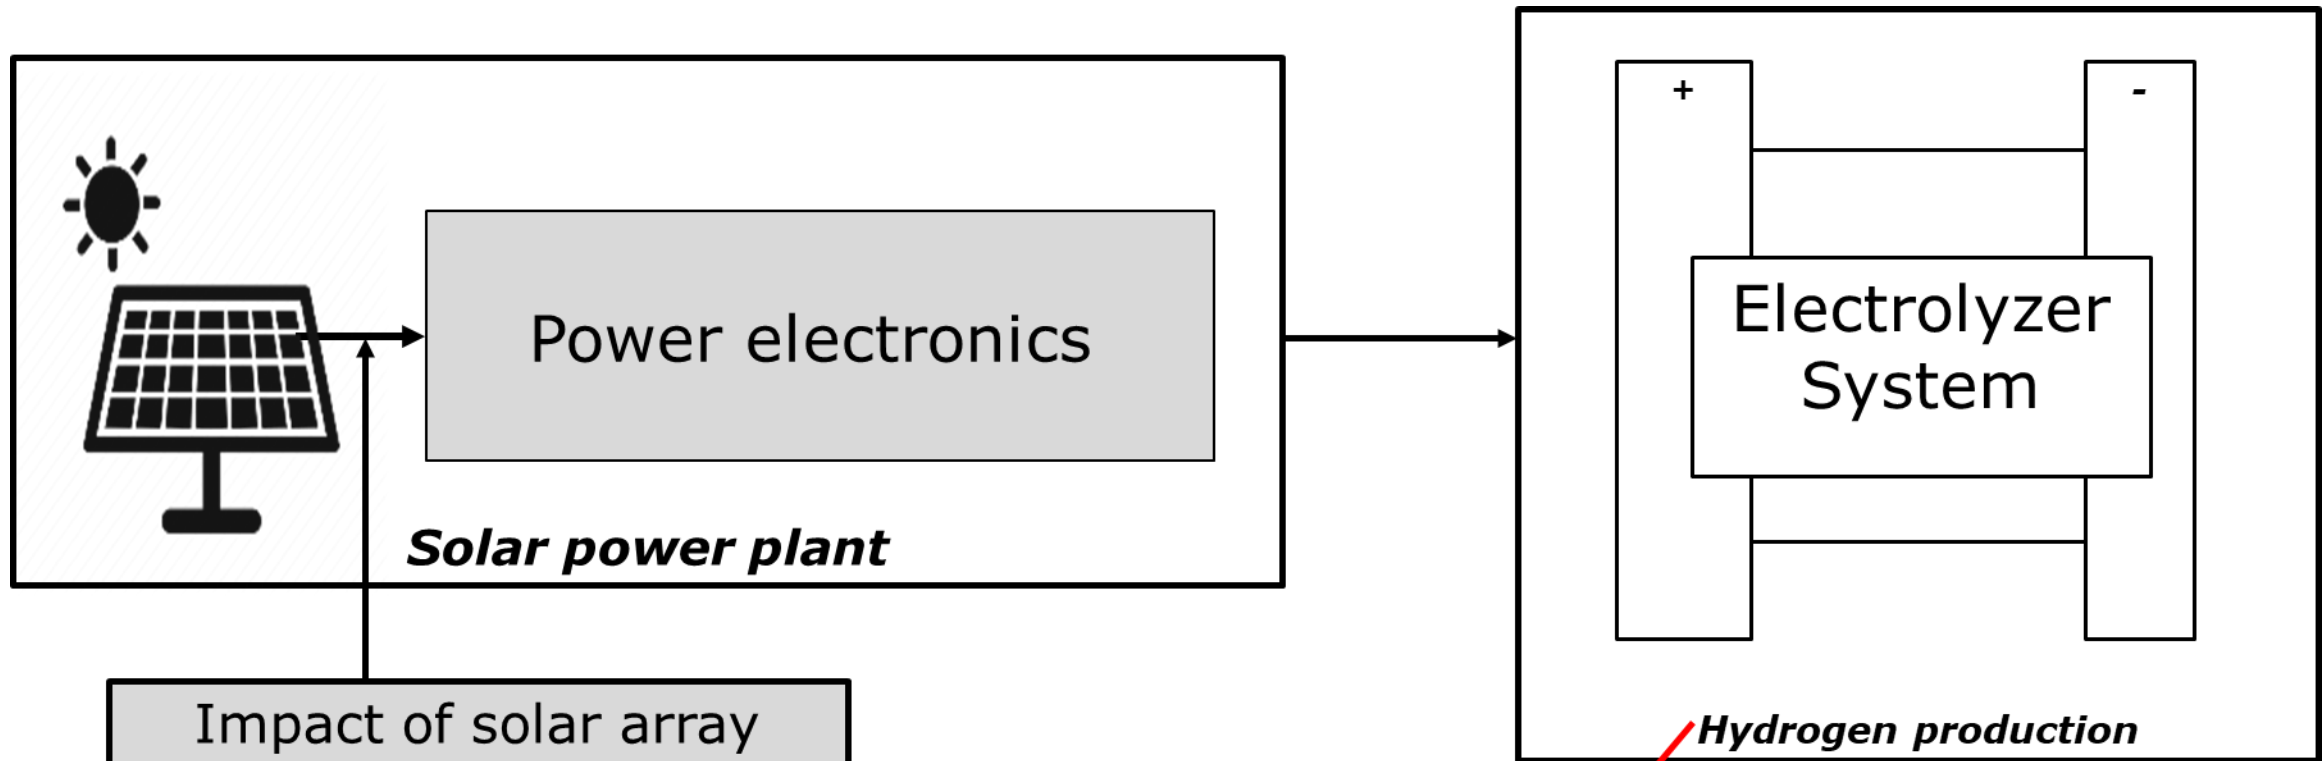 +
-
Power electronics
Electrolyzer
System
Solar power plant
Impact of solar array
Hydrogen production